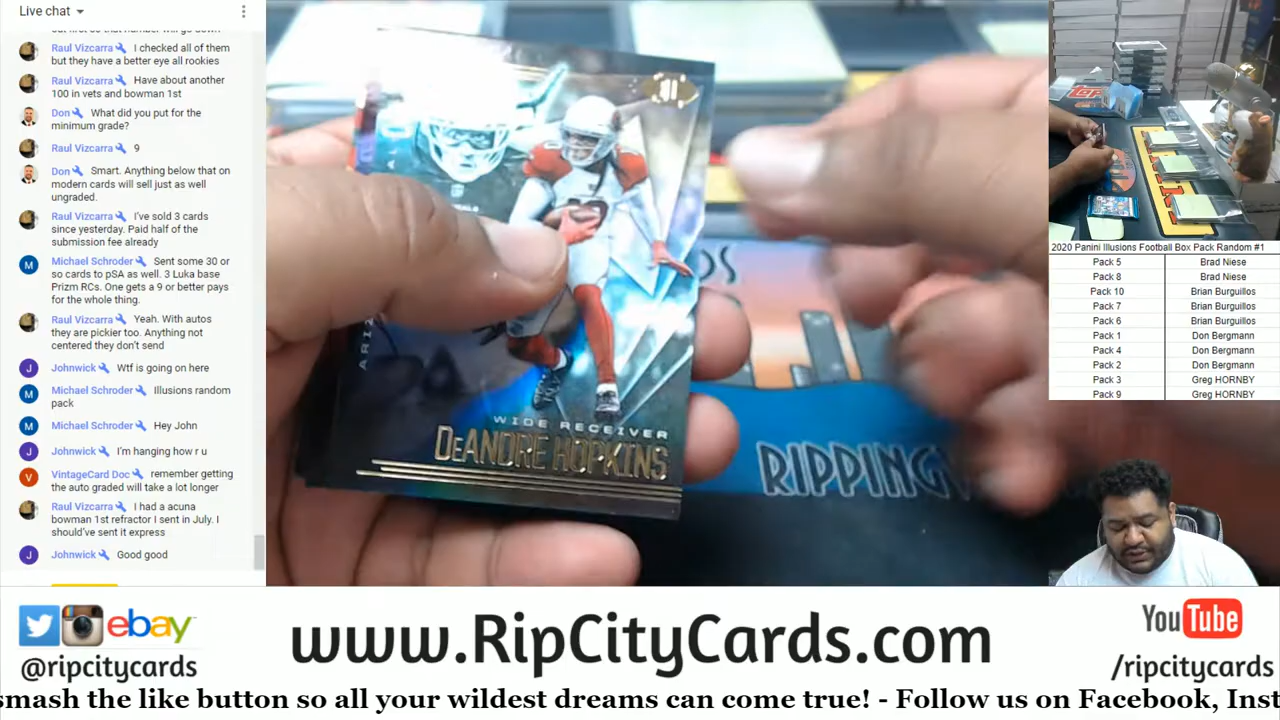 Live chat
Raul Vizcarra I checked all of them
but they have a better eye all rookies
Raul Vizcarra Have about another
100 in vets and bowman 1st
Don What did you put for the
minimum grade?
Raul Vizcarra 9
Don Smart. Anything below that on
modern cards will sell just as well
ungraded.
Raul Vizcarra I've sold 3 cards
since yesterday. Paid half of the
submission fee already
M Michael Schroder Sent some 30 or
so cards to pSA as well. 3 Luka base
Prizm RCs. One gets a 9 or better pays
for the whole thing.
Raul Vizcarra Yeah. With autos
they are pickier too. Anything not
centered they don't send
J Johnwick Wtf is going on here
M Michael Schroder Illusions random
pack
M Michael Schroder Hey John
J Johnwick I'm hanging how r u
V VintageCard Doc remember getting
the auto graded will take a lot longer
Raul Vizcarra I had a acuna
bowman 1st refractor I sent in July. I
should've sent it express
J Johnwick Good good
WIDE RECEIVER
DEANDRE HOPKINS
RIPPING
2020 Panini Illusions Football Box Pack Random #1
Pack 5 Brad Niese
Pack 8 Brad Niese
Pack 10 Brian Burguillos
Pack 7 Brian Burguillos
Pack 6 Brian Burguillos
Pack 1 Don Bergmann
Pack 4 Don Bergmann
Pack 2 Don Bergmann
Pack 3 Greg HORNBY
Pack 9 Greg HORNBY
ebay
@ripcitycards
www.RipCityCards.com
YouTube
/ripcitycards
smash the like button so all your wildest dreams can come true! - Follow us on Facebook, Inst